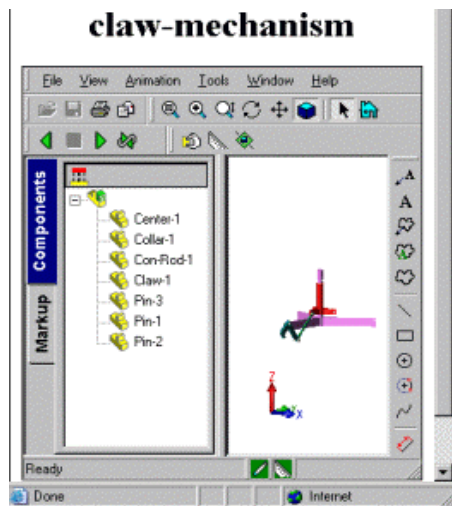 claw-mechanism
File View Animation Tools Window Help
Components
Markup
Center-1
Collar-1
Con-Rod-1
Claw-1
Pin-3
Pin-1
Pin-2
A
A
Z
X
Ready
Done Internet